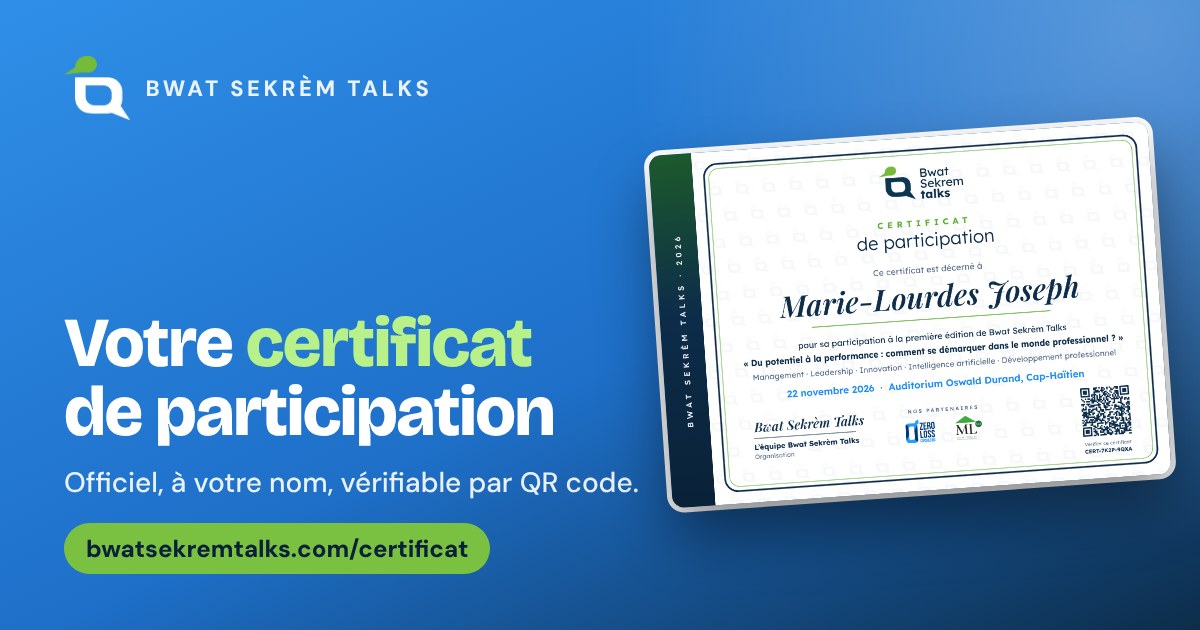 BWAT SEKRÈM TALKS
Votre certificat
de participation
Officiel, à votre nom, vérifiable par QR code.
bwatsekremtalks.com/certificat
BWAT SEKRÈM TALKS · 2026
Bwat
Sekrem
talks
CERTIFICAT
de participation
Ce certificat est décerné à
Marie-Lourdes Joseph
pour sa participation à la première édition de Bwat Sekrèm Talks
« Du potentiel à la performance : comment se démarquer dans le monde professionnel ? »
Management · Leadership · Innovation · Intelligence artificielle · Développement professionnel
22 novembre 2026 · Auditorium Oswald Durand, Cap-Haïtien
Bwat Sekrèm Talks
L'équipe Bwat Sekrèm Talks
Organisation
NOS PARTENAIRES
ZERO
LOSS
ML
Vérifier ce certificat
CERT-7K2P-9QXA